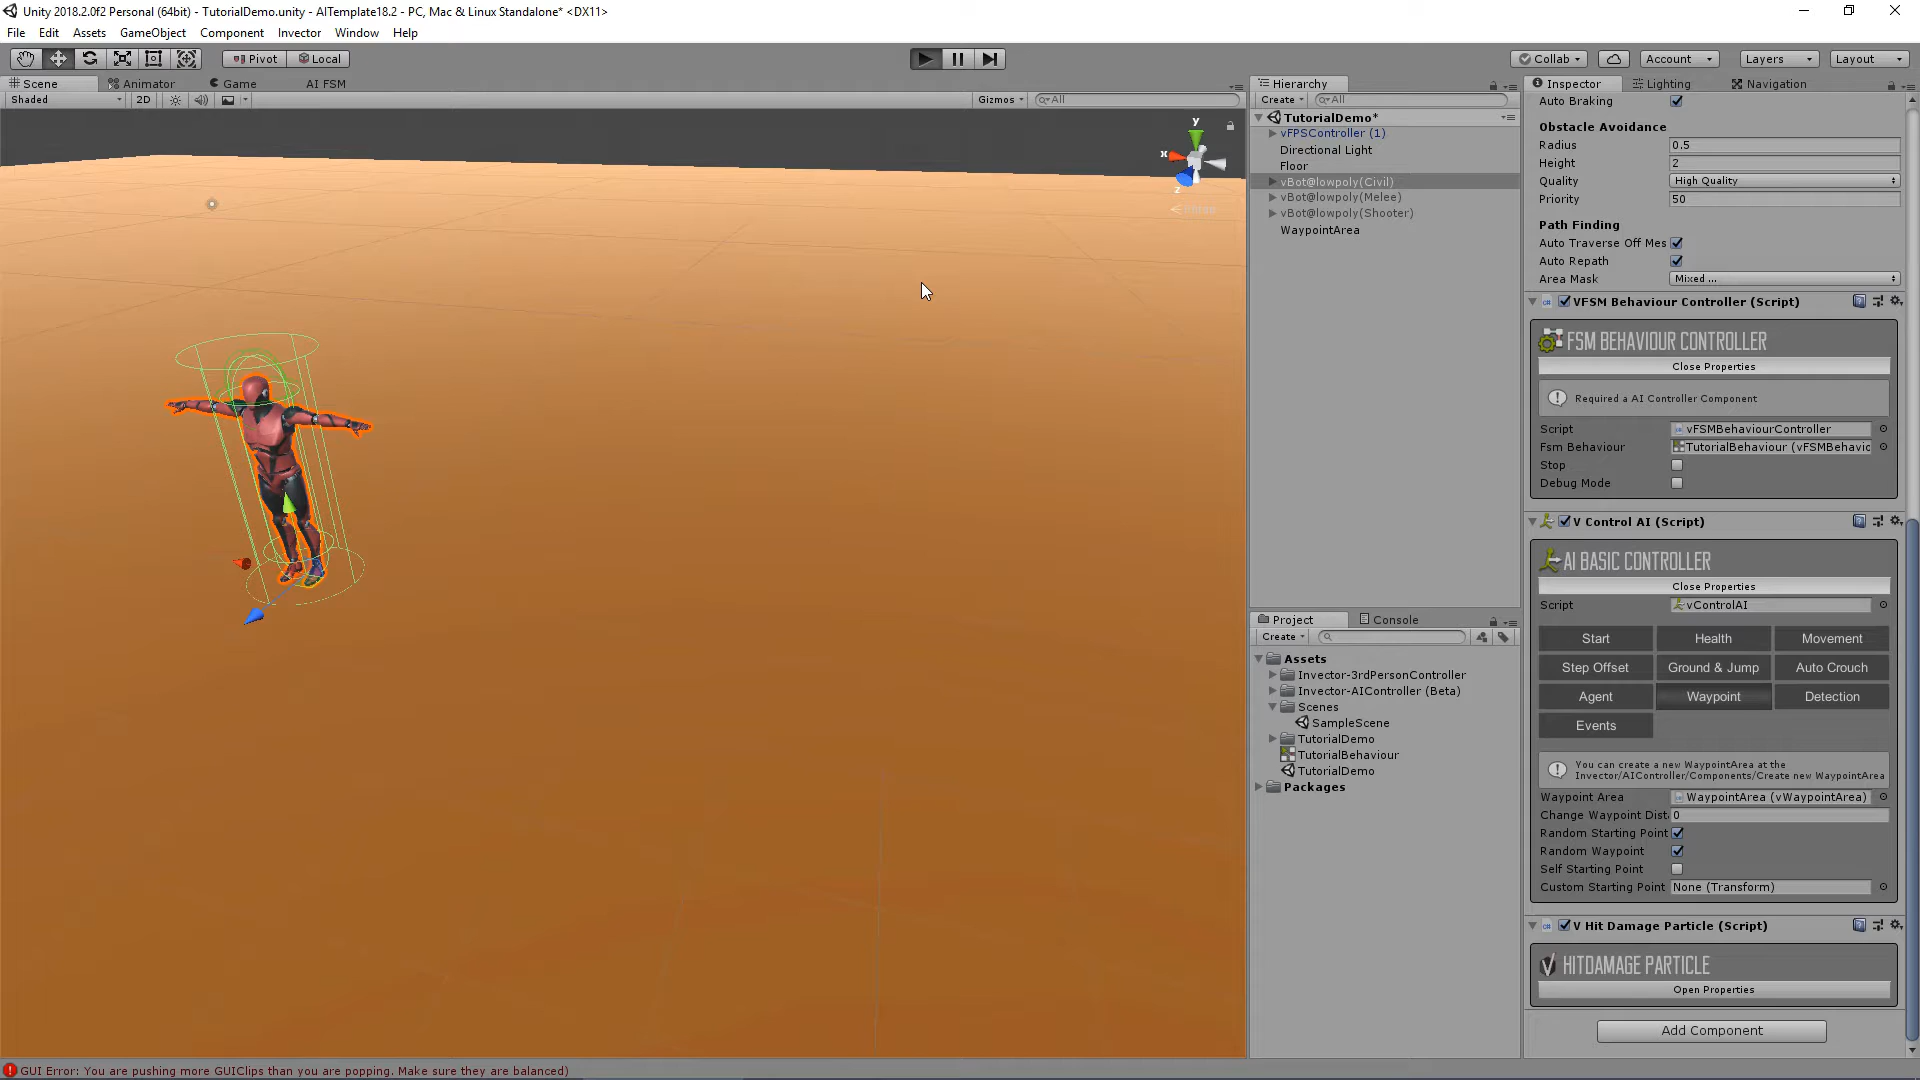 Unity 2018.2.0f2 Personal (64bit) - TutorialDemo.unity - AITemplate18.2 - PC, Mac & Linux Standalone* <DX11>
File Edit Assets GameObject Component Invector Window Help
Pivot Local Collab Account Layers Layout
Scene Animator Game AI FSM
Shaded 2D Gizmos All
y
x
z
Persp
Hierarchy
Create All
TutorialDemo*
vFPSController (1)
Directional Light
Floor
vBot@lowpoly(Civil)
vBot@lowpoly(Melee)
vBot@lowpoly(Shooter)
WaypointArea
Project Console
Create
Assets
Invector-3rdPersonController
Invector-AIController (Beta)
Scenes
SampleScene
TutorialDemo
TutorialBehaviour
TutorialDemo
Packages
Inspector Lighting Navigation
Auto Braking
Obstacle Avoidance
Radius 0.5
Height 2
Quality High Quality
Priority 50
Path Finding
Auto Traverse Off Mes
Auto Repath
Area Mask Mixed ...
VFSM Behaviour Controller (Script)
FSM BEHAVIOUR CONTROLLER
Close Properties
Required a AI Controller Component
Script vFSMBehaviourController
Fsm Behaviour TutorialBehaviour (vFSMBehavic
Stop
Debug Mode
V Control AI (Script)
AI BASIC CONTROLLER
Close Properties
Script vControlAI
Start Health Movement
Step Offset Ground & Jump Auto Crouch
Agent Waypoint Detection
Events
You can create a new WaypointArea at the
Invector/AIController/Components/Create new WaypointArea
Waypoint Area WaypointArea (vWaypointArea)
Change Waypoint Dist 0
Random Starting Point
Random Waypoint
Self Starting Point
Custom Starting Point None (Transform)
V Hit Damage Particle (Script)
HITDAMAGE PARTICLE
Open Properties
Add Component
GUI Error: You are pushing more GUIClips than you are popping. Make sure they are balanced)